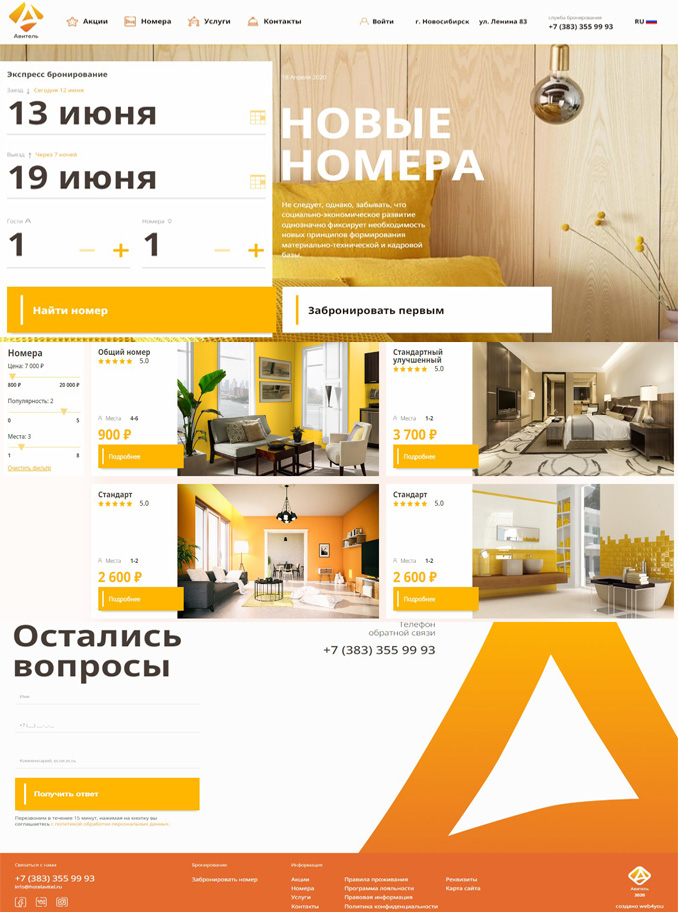 Авитель
Акции
Номера
Услуги
Контакты
Войти
г. Новосибирск
ул. Ленина 83
служба бронирования
+7 (383) 355 99 93
RU
Экспресс бронирование
Заезд Сегодня 12 июня
13 июня
Выезд Через 7 ночей
19 июня
Гости
Номера
1 — +
1 — +
Найти номер
18 Апреля 2020
НОВЫЕ
НОМЕРА
Не следует, однако, забывать, что
социально-экономическое развитие
однозначно фиксирует необходимость
новых принципов формирования
материально-технической и кадровой
базы.
Забронировать первым
Номера
Цена: 7 000 ₽
800 ₽ 20 000 ₽
Популярность: 2
0 5
Места: 3
1 8
Очистить фильтр
Общий номер
5.0
Места 4-6
900 ₽
Подробнее
Стандартный
улучшенный
5.0
Места 1-2
3 700 ₽
Подробнее
Стандарт
5.0
Места 1-2
2 600 ₽
Подробнее
Стандарт
5.0
Места 1-2
2 600 ₽
Подробнее
Остались
вопросы
Имя
Комментарий, если есть
Получить ответ
Перезвоним в течение 15 минут, нажимая на кнопку вы
соглашаетесь с политикой обработки персональных данных.
Телефон
обратной связи
+7 (383) 355 99 93
Связаться с нами
+7 (383) 355 99 93
info@hotelavitel.ru
Бронирование
Забронировать номер
Информация
Акции
Номера
Услуги
Контакты
Правила проживания
Программа лояльности
Правовая информация
Политика конфиденциальности
Реквизиты
Карта сайта
Авитель
2020
создано web4you